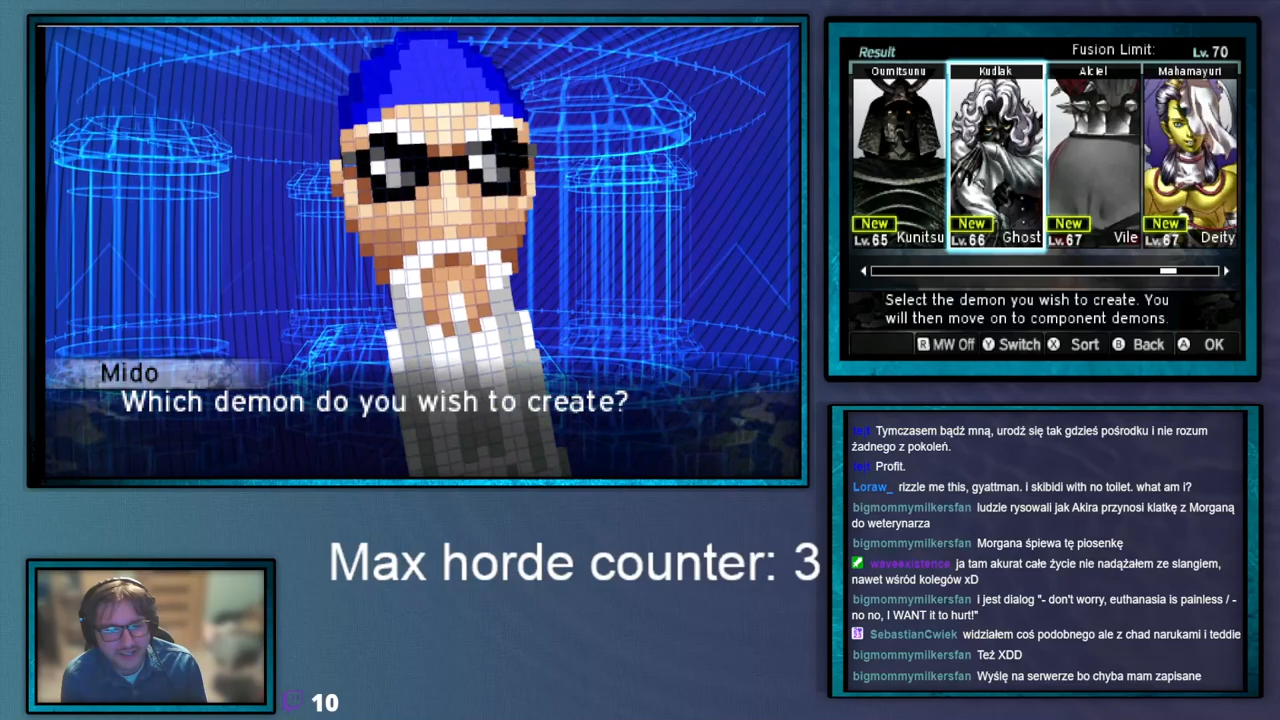 Result
Fusion Limit: Lv. 70
Oumitsunu Kudlak Alciel Mahamayuri
New New New New
Lv.65 Kunitsu Lv.66 Ghost Lv.67 Vile Lv.67 Deity
Select the demon you wish to create. You
will then move on to component demons.
R MW Off Y Switch X Sort B Back A OK
Mido
Which demon do you wish to create?
Max horde counter: 3
10
tejt Tymczasem bądź mną, urodź się tak gdzieś pośrodku i nie rozum
żadnego z pokoleń.
tejt Profit.
Loraw_ rizzle me this, gyattman. i skibidi with no toilet. what am i?
bigmommymilkersfan ludzie rysowali jak Akira przynosi klatkę z Morganą
do weterynarza
bigmommymilkersfan Morgana śpiewa tę piosenkę
waveexistence ja tam akurat całe życie nie nadążałem ze slangiem,
nawet wśród kolegów xD
bigmommymilkersfan i jest dialog "- don't worry, euthanasia is painless / -
no no, I WANT it to hurt!"
SebastianCwiek widziałem coś podobnego ale z chad narukami i teddie
bigmommymilkersfan Też XDD
bigmommymilkersfan Wyślę na serwerze bo chyba mam zapisane